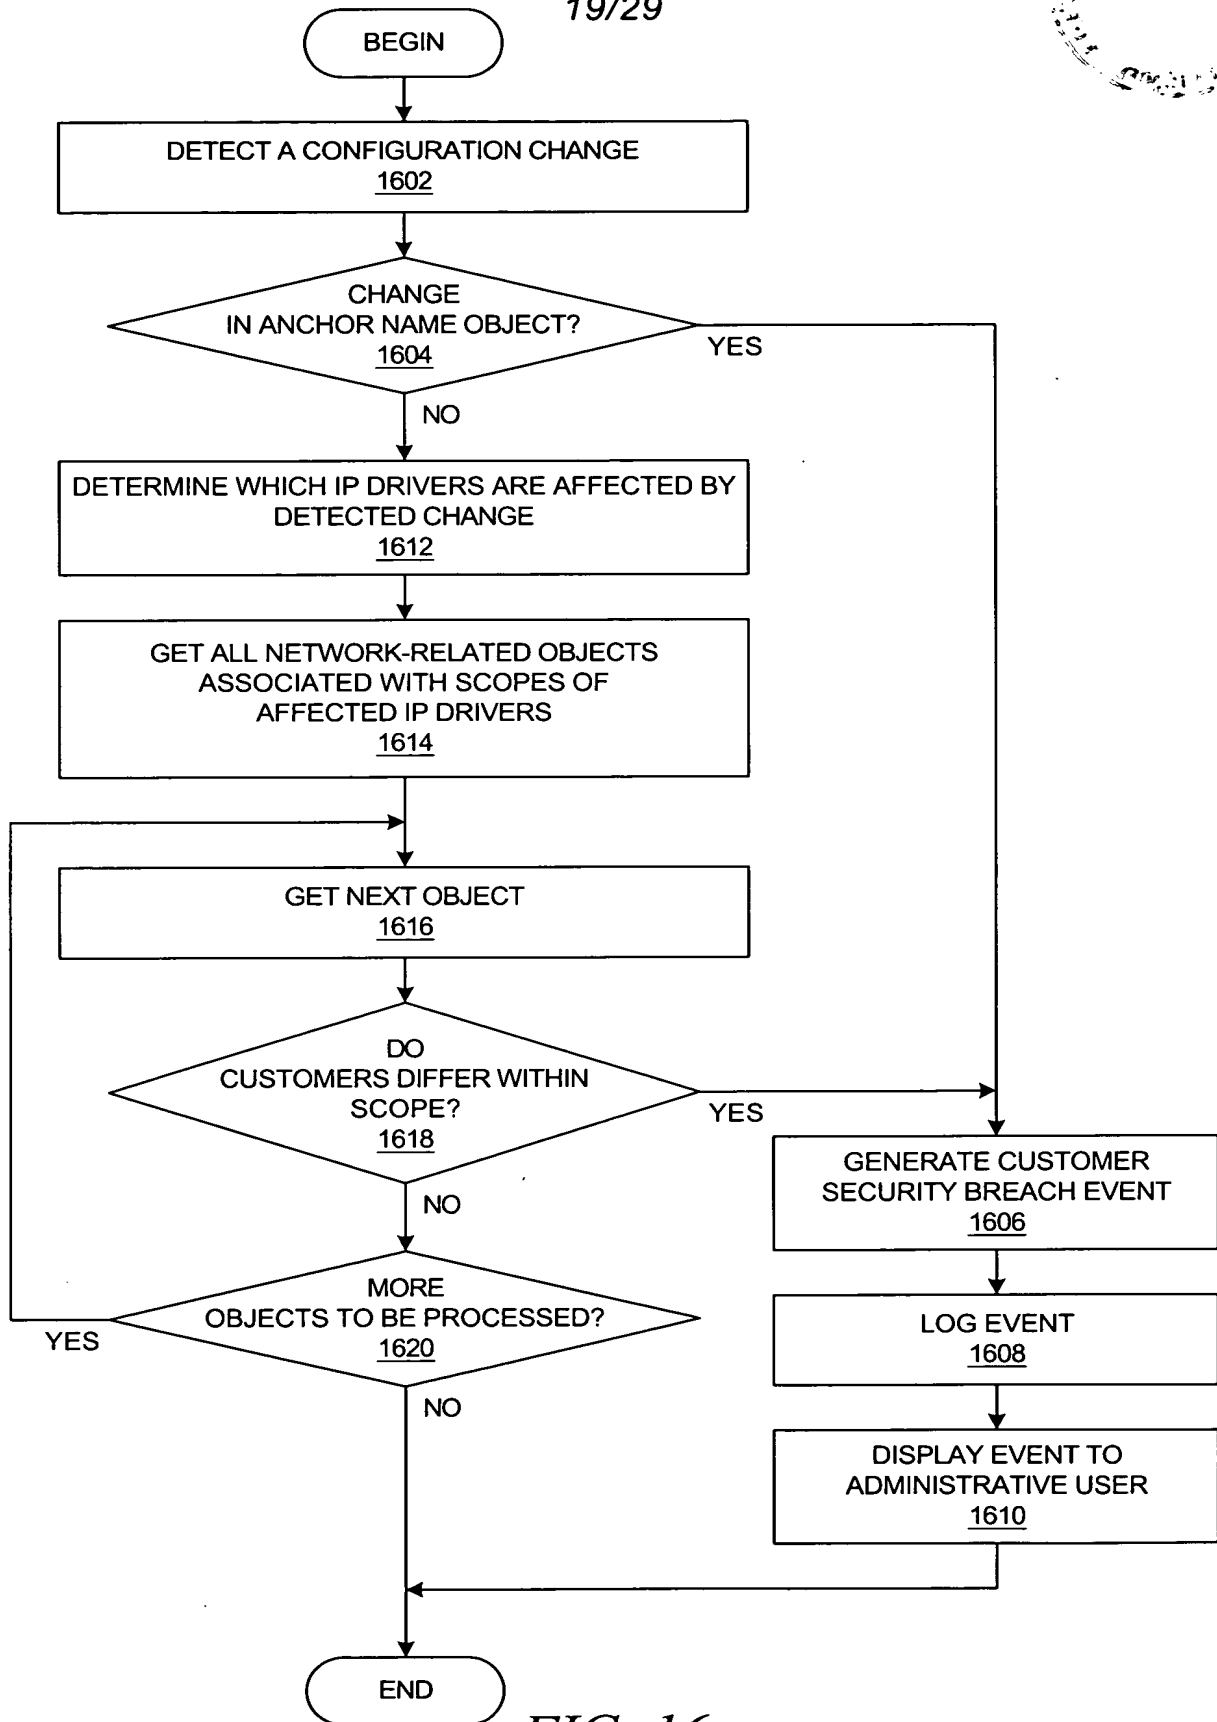 19/29
BEGIN
DETECT A CONFIGURATION CHANGE
1602
CHANGE
IN ANCHOR NAME OBJECT?
1604
YES
NO
DETERMINE WHICH IP DRIVERS ARE AFFECTED BY
DETECTED CHANGE
1612
GET ALL NETWORK-RELATED OBJECTS
ASSOCIATED WITH SCOPES OF
AFFECTED IP DRIVERS
1614
GET NEXT OBJECT
1616
DO
CUSTOMERS DIFFER WITHIN
SCOPE?
1618
YES
NO
GENERATE CUSTOMER
SECURITY BREACH EVENT
1606
MORE
OBJECTS TO BE PROCESSED?
1620
YES
NO
LOG EVENT
1608
DISPLAY EVENT TO
ADMINISTRATIVE USER
1610
END
FIG. 16